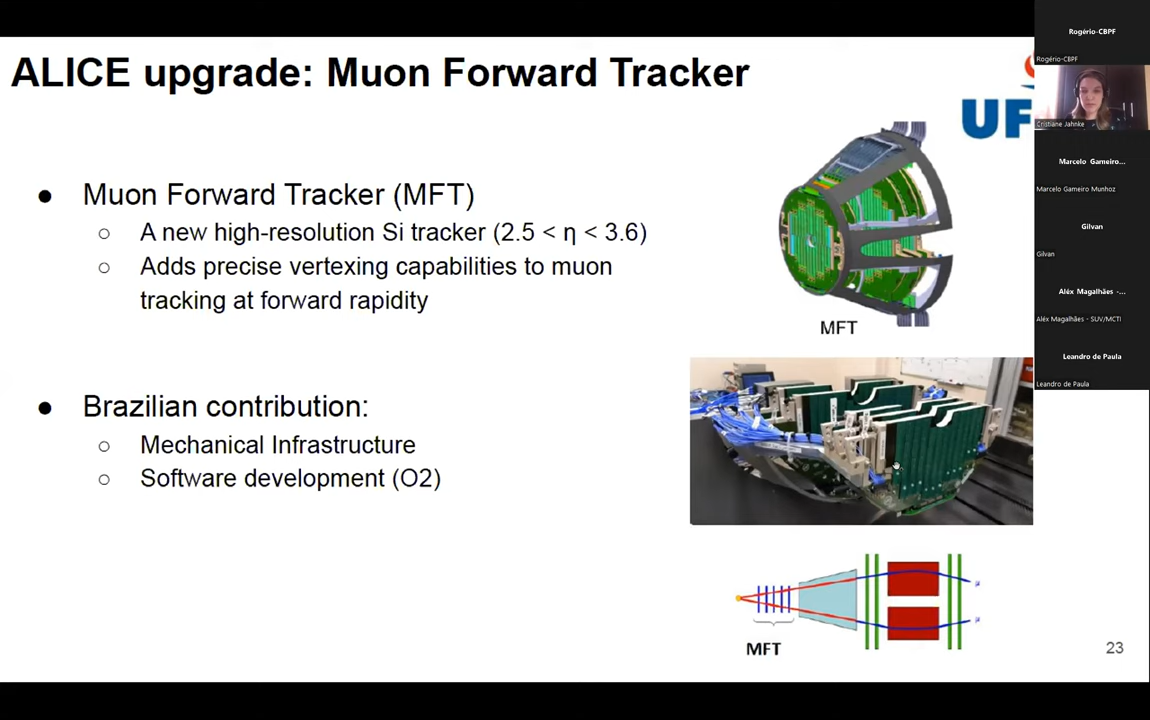 ALICE upgrade: Muon Forward Tracker
UF
● Muon Forward Tracker (MFT)
○ A new high-resolution Si tracker (2.5 < η < 3.6)
○ Adds precise vertexing capabilities to muon
tracking at forward rapidity
MFT
● Brazilian contribution:
○ Mechanical Infrastructure
○ Software development (O2)
μ
μ
MFT
23
Rogério-CBPF
Rogério-CBPF
Cristiane Jahnke
Marcelo Gameiro...
Marcelo Gameiro Munhoz
Gilvan
Gilvan
Aléx Magalhães -...
Aléx Magalhães - SUV/MCTI
Leandro de Paula
Leandro de Paula